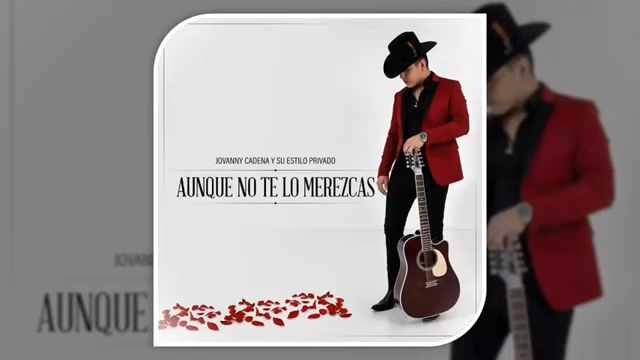 JOVANNY CADENA Y SU ESTILO PRIVADO
AUNQUE NO TE LO MEREZCAS
JOVANN
AUNQUE